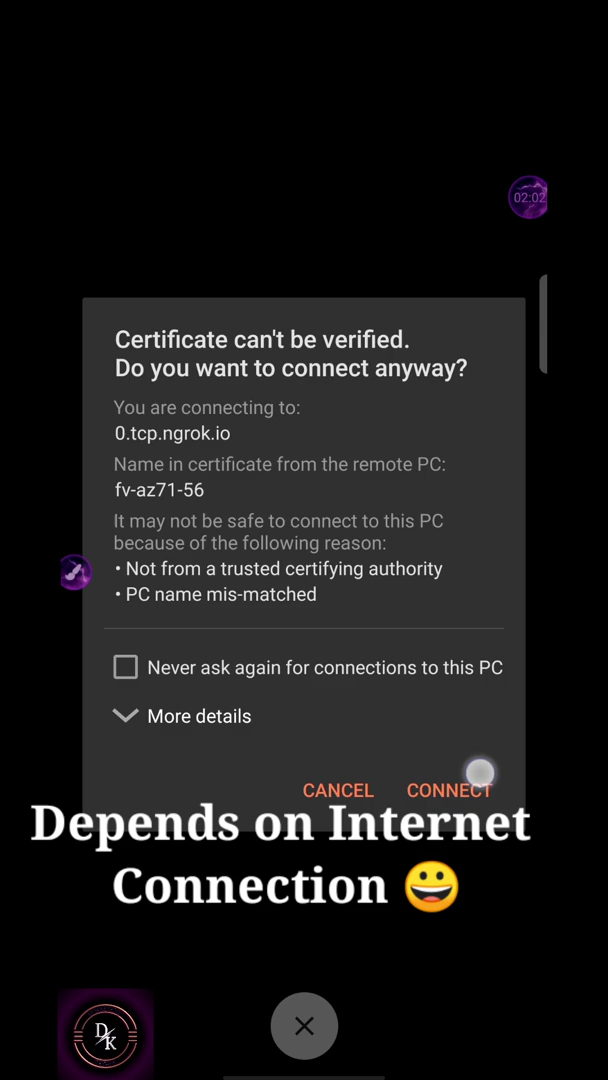 02:02
Certificate can't be verified.
Do you want to connect anyway?
You are connecting to:
0.tcp.ngrok.io
Name in certificate from the remote PC:
fv-az71-56
It may not be safe to connect to this PC
because of the following reason:
• Not from a trusted certifying authority
• PC name mis-matched
Never ask again for connections to this PC
More details
CANCEL CONNECT
Depends on Internet
Connection 😀
DK